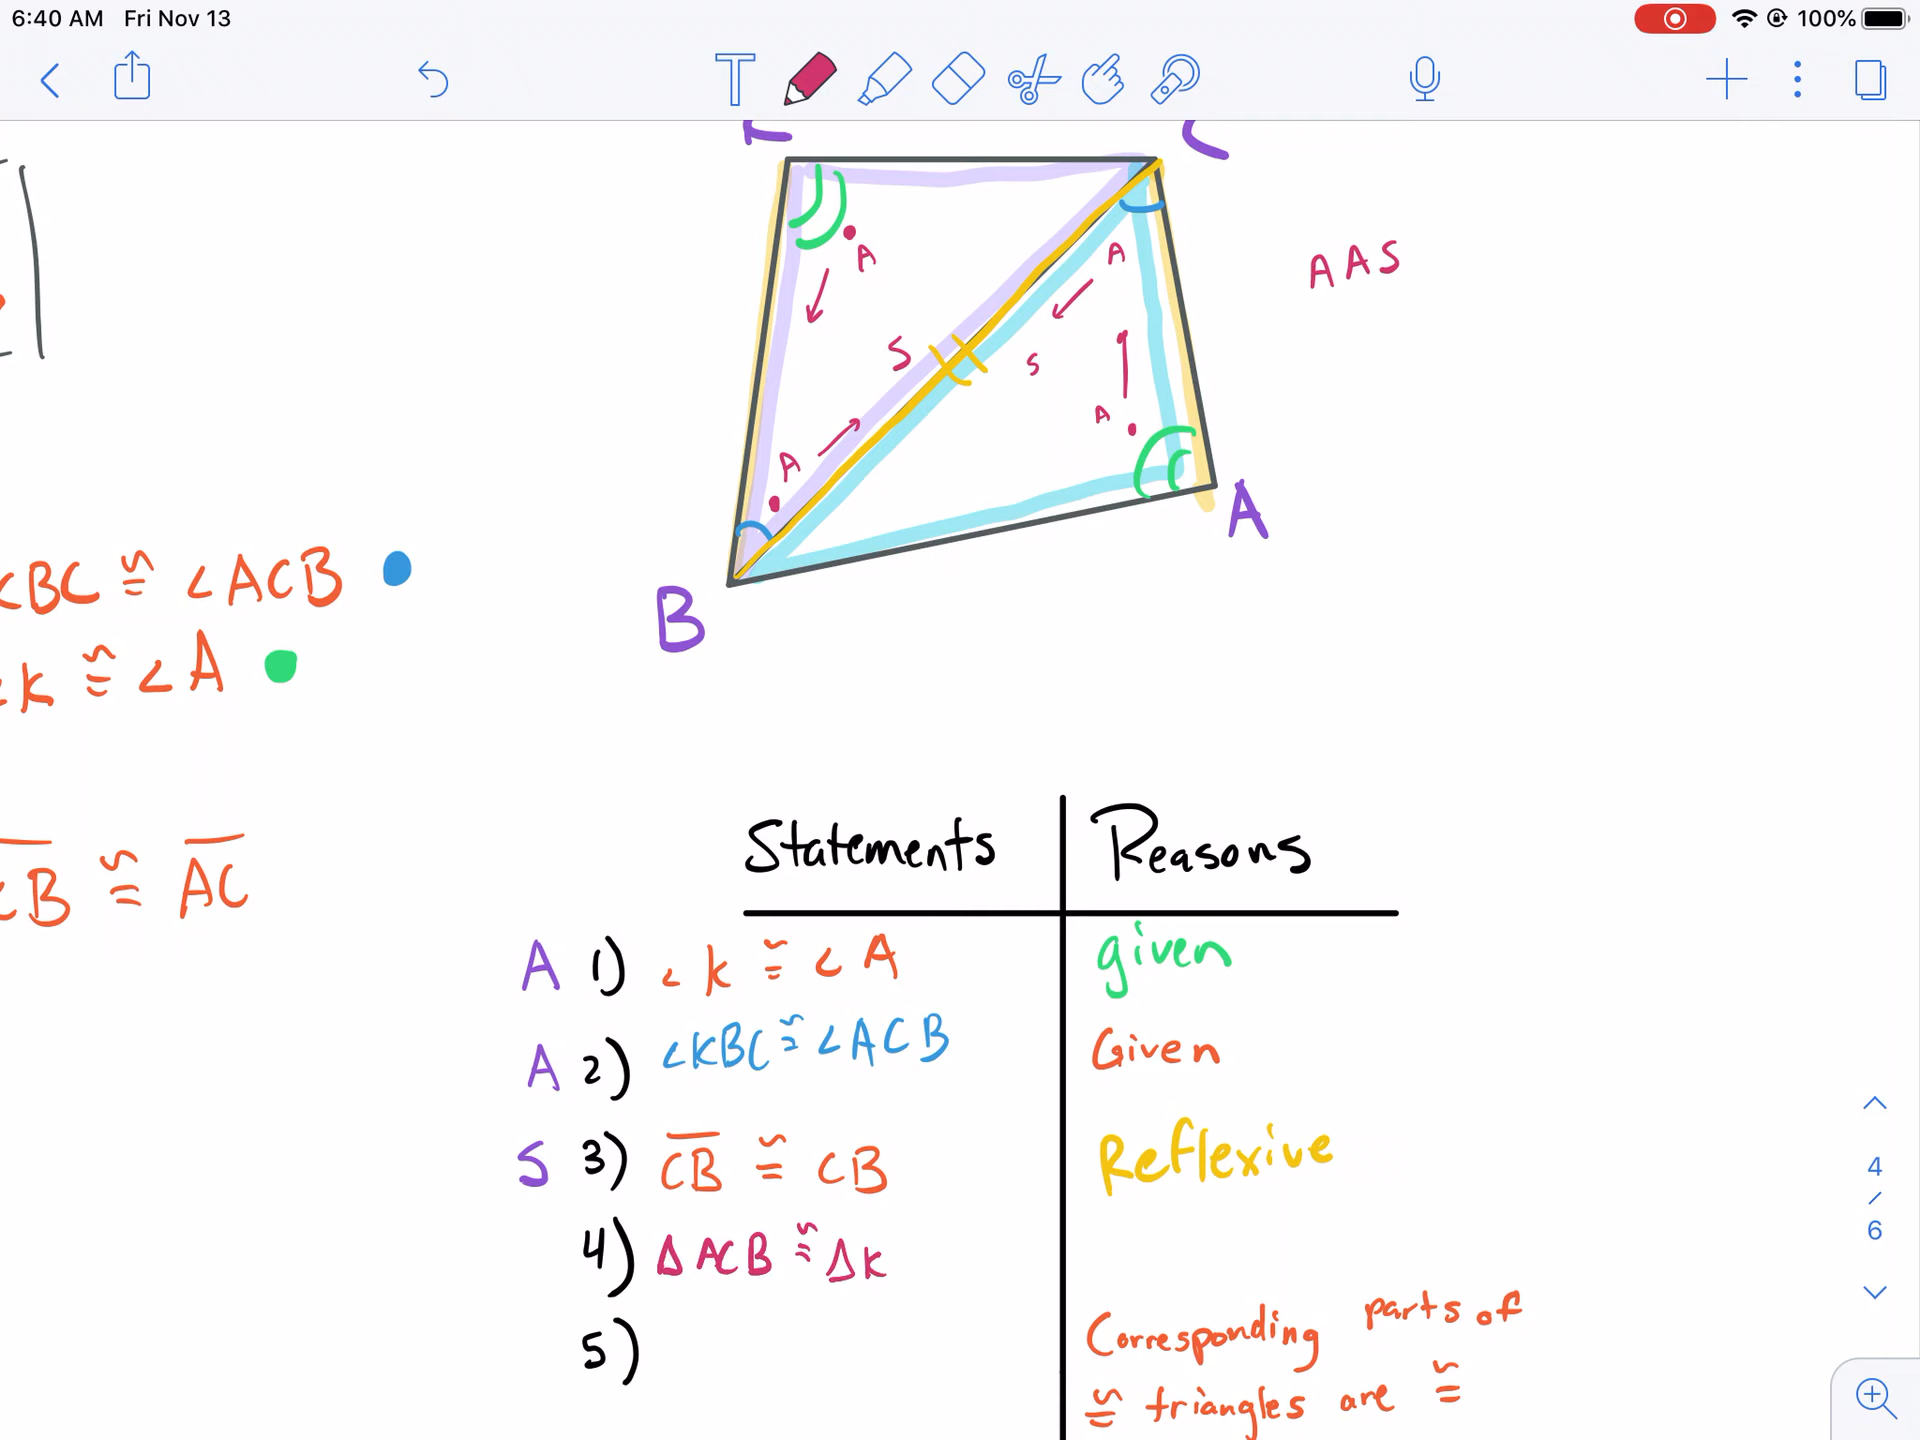 6:40 AM Fri Nov 13 100%
A
A
AAS
S
S
A
A
A
B
KBC ≅ ∠ACB
K ≅ ∠A
B ≅ AC
Statements Reasons
A 1) ∠K ≅ ∠A given
A 2) ∠KBC ≅ ∠ACB Given
S 3) CB ≅ CB Reflexive
4) ΔACB ≅ ΔK
5) Corresponding parts of
≅ triangles are ≅
4
/
6